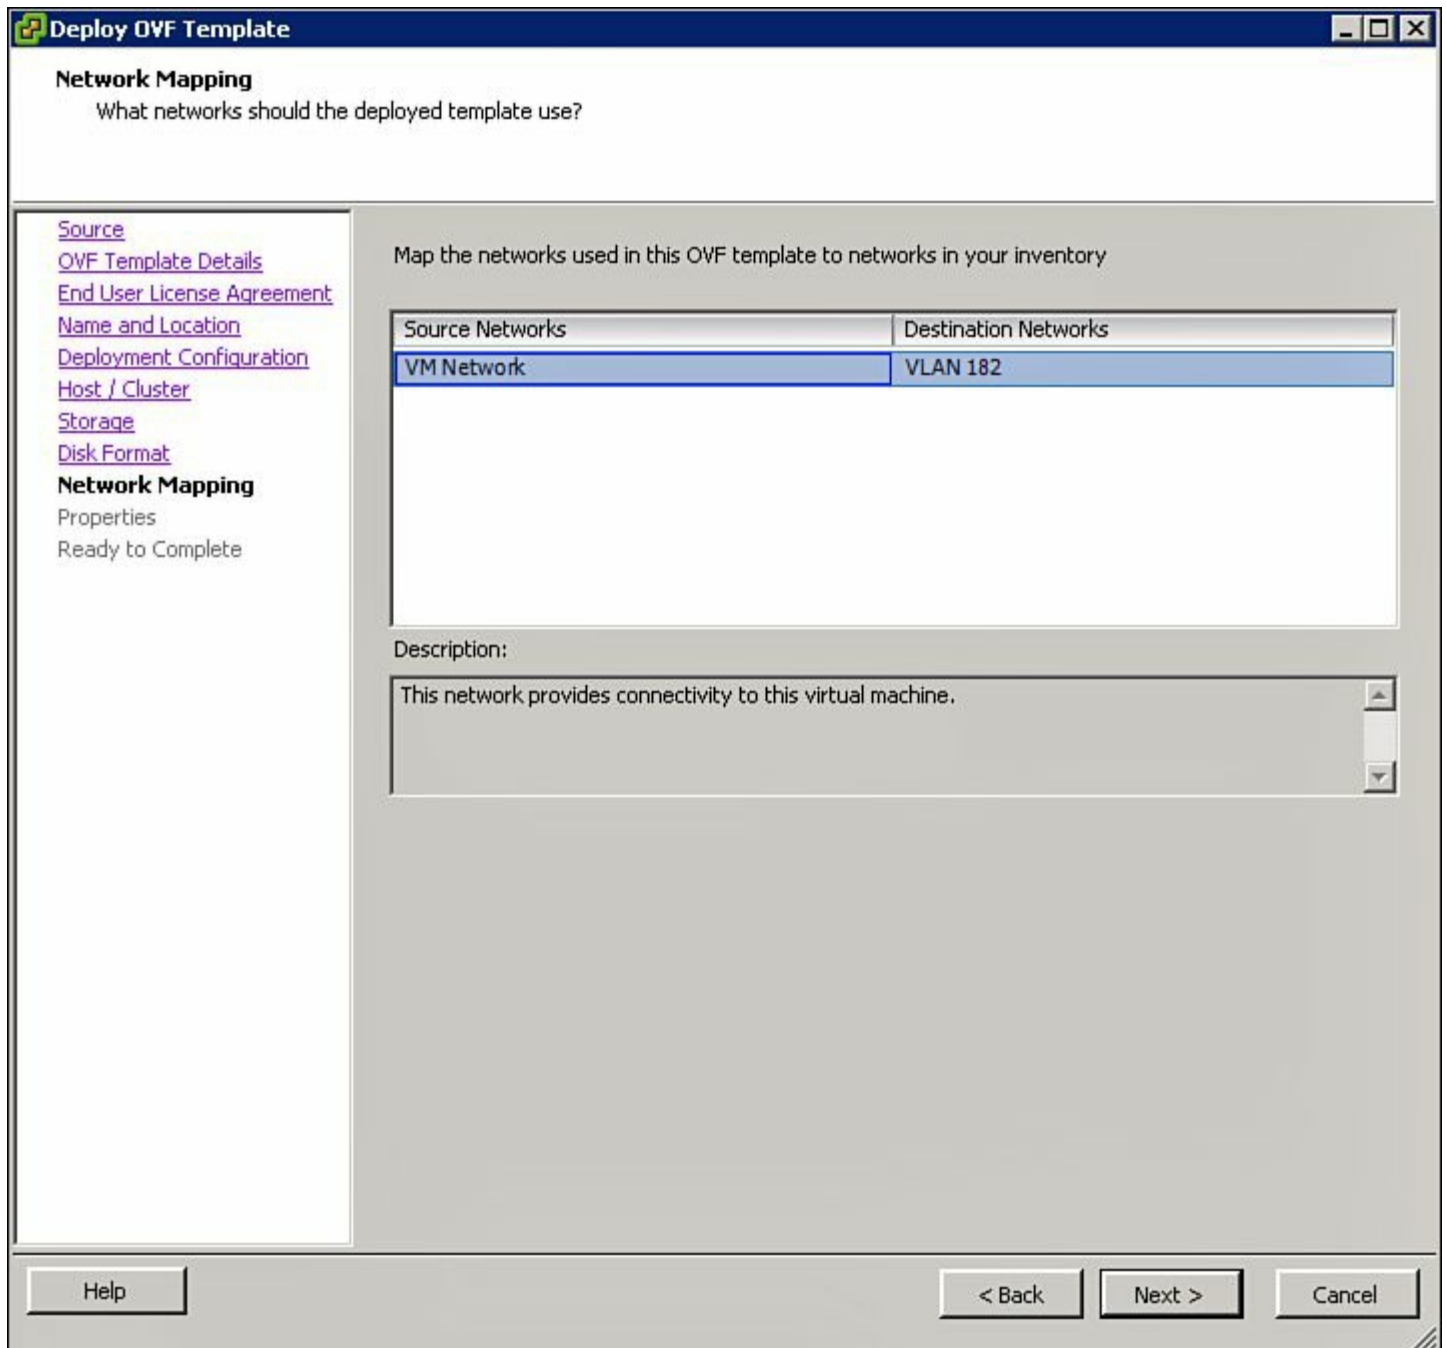 Deploy OVF Template
Network Mapping
What networks should the deployed template use?
Source
OVF Template Details
End User License Agreement
Name and Location
Deployment Configuration
Host / Cluster
Storage
Disk Format
Network Mapping
Properties
Ready to Complete
Map the networks used in this OVF template to networks in your inventory
Source Networks Destination Networks
VM Network VLAN 182
Description:
This network provides connectivity to this virtual machine.
Help < Back Next > Cancel